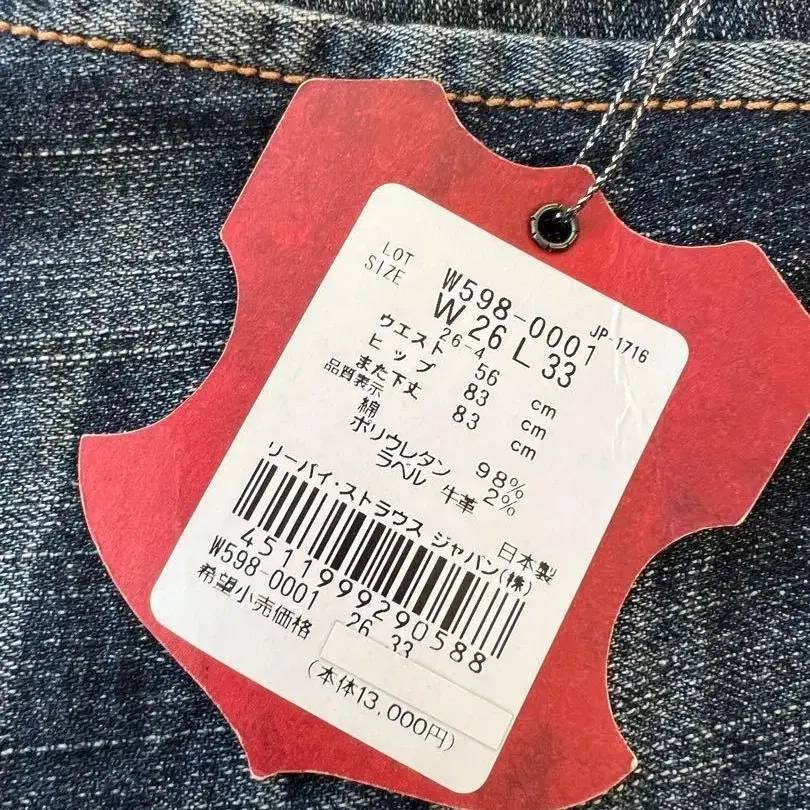 LOT W598-0001 JP-1716
SIZE W 26 L 33
26-4
ウエスト 56 cm
ヒップ 83 cm
また下丈 83 cm
品質表示
綿 98%
ポリウレタン 2%
ラベル 牛革
日本製
リーバイ・ストラウス ジャパン(株)
4511999290588
W598-0001 26 33
希望小売価格
(本体13,000円)